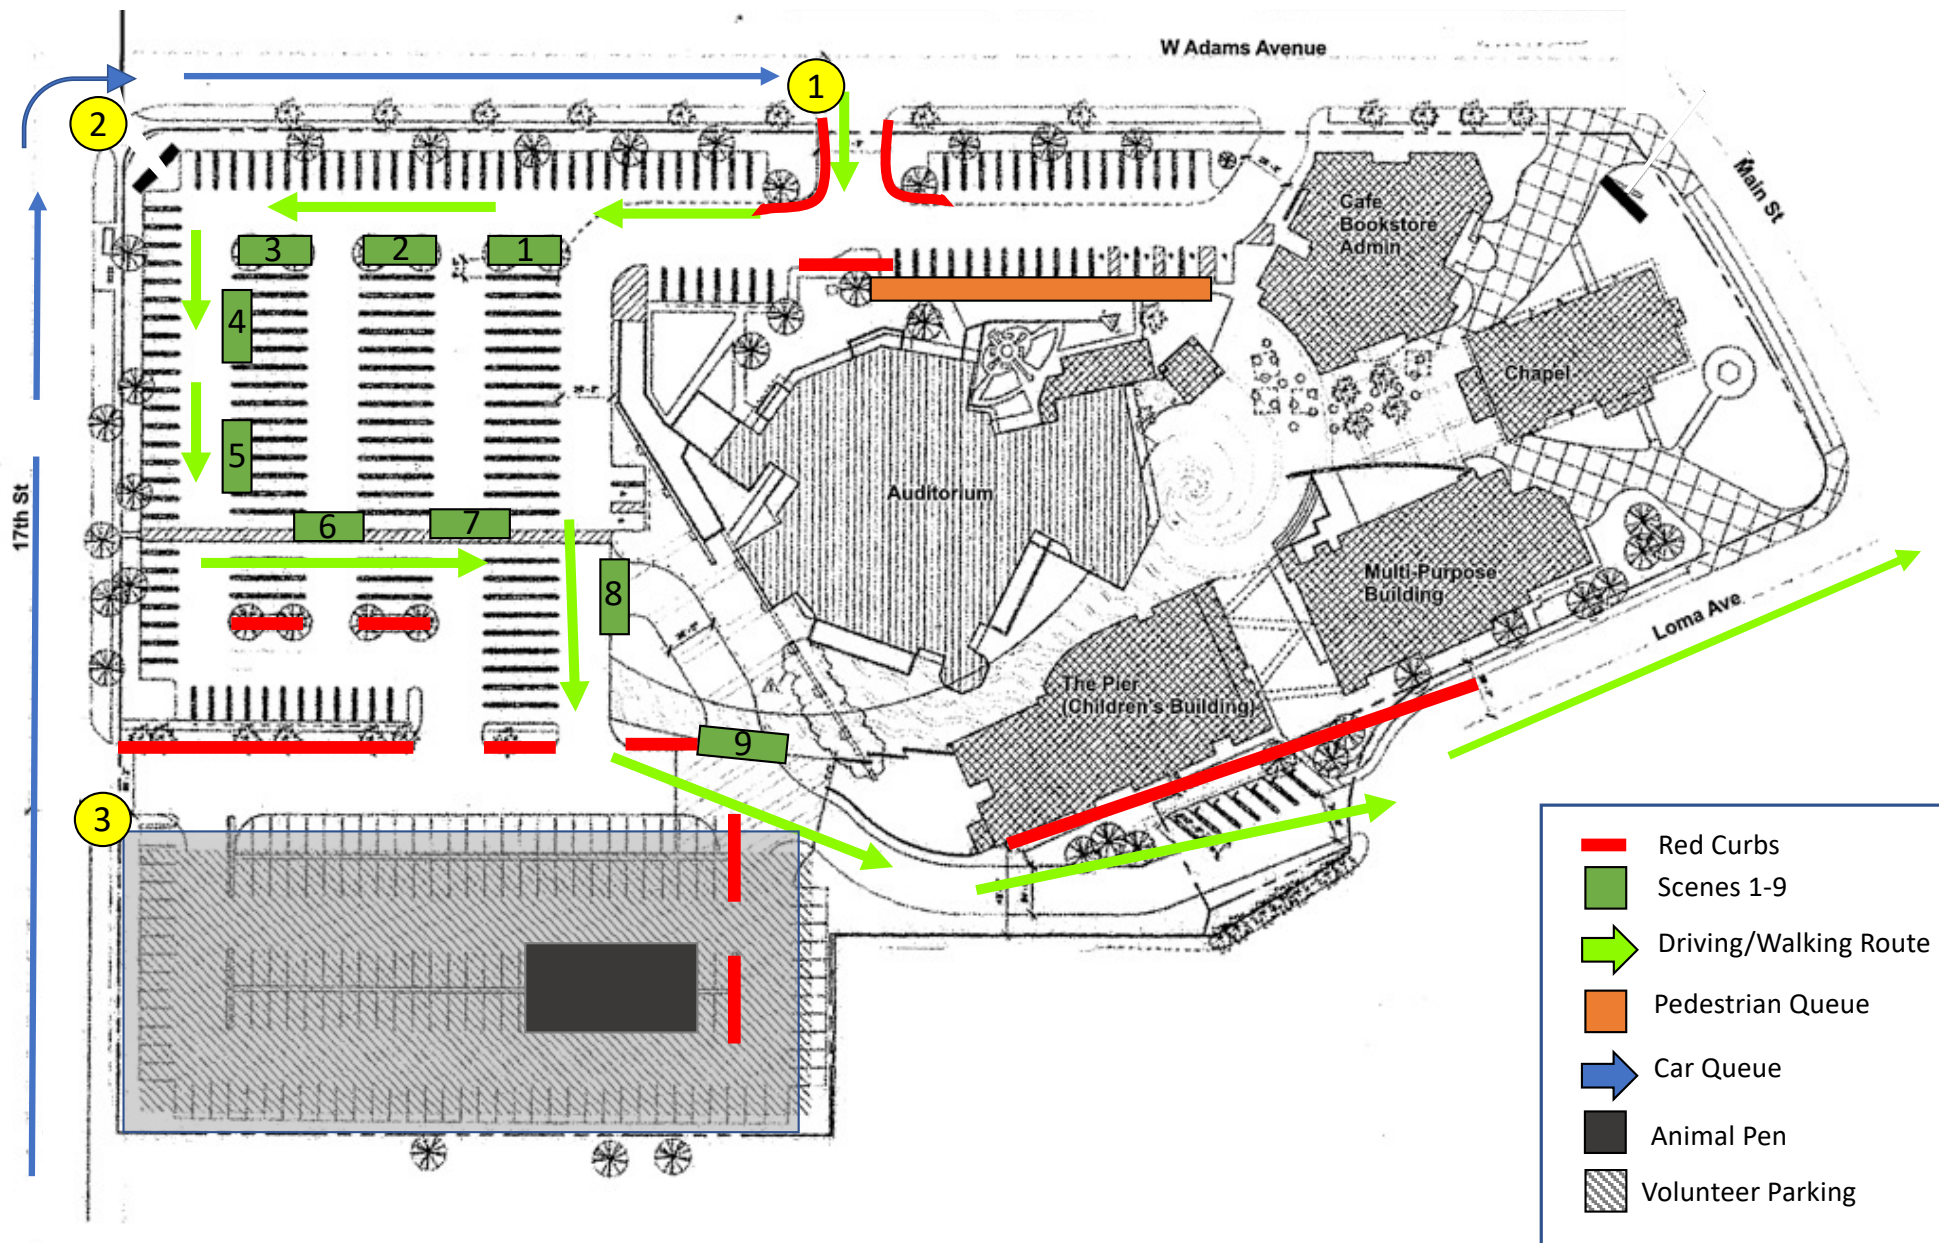 W Adams Avenue
1
2
Main St
Cafe
Bookstore
Admin
3
2
1
4
Chapel
5
Auditorium
17th St
6
7
Multi-Purpose
Building
8
Loma Ave
The Pier
(Children's Building)
9
3
Red Curbs
Scenes 1-9
Driving/Walking Route
Pedestrian Queue
Car Queue
Animal Pen
Volunteer Parking